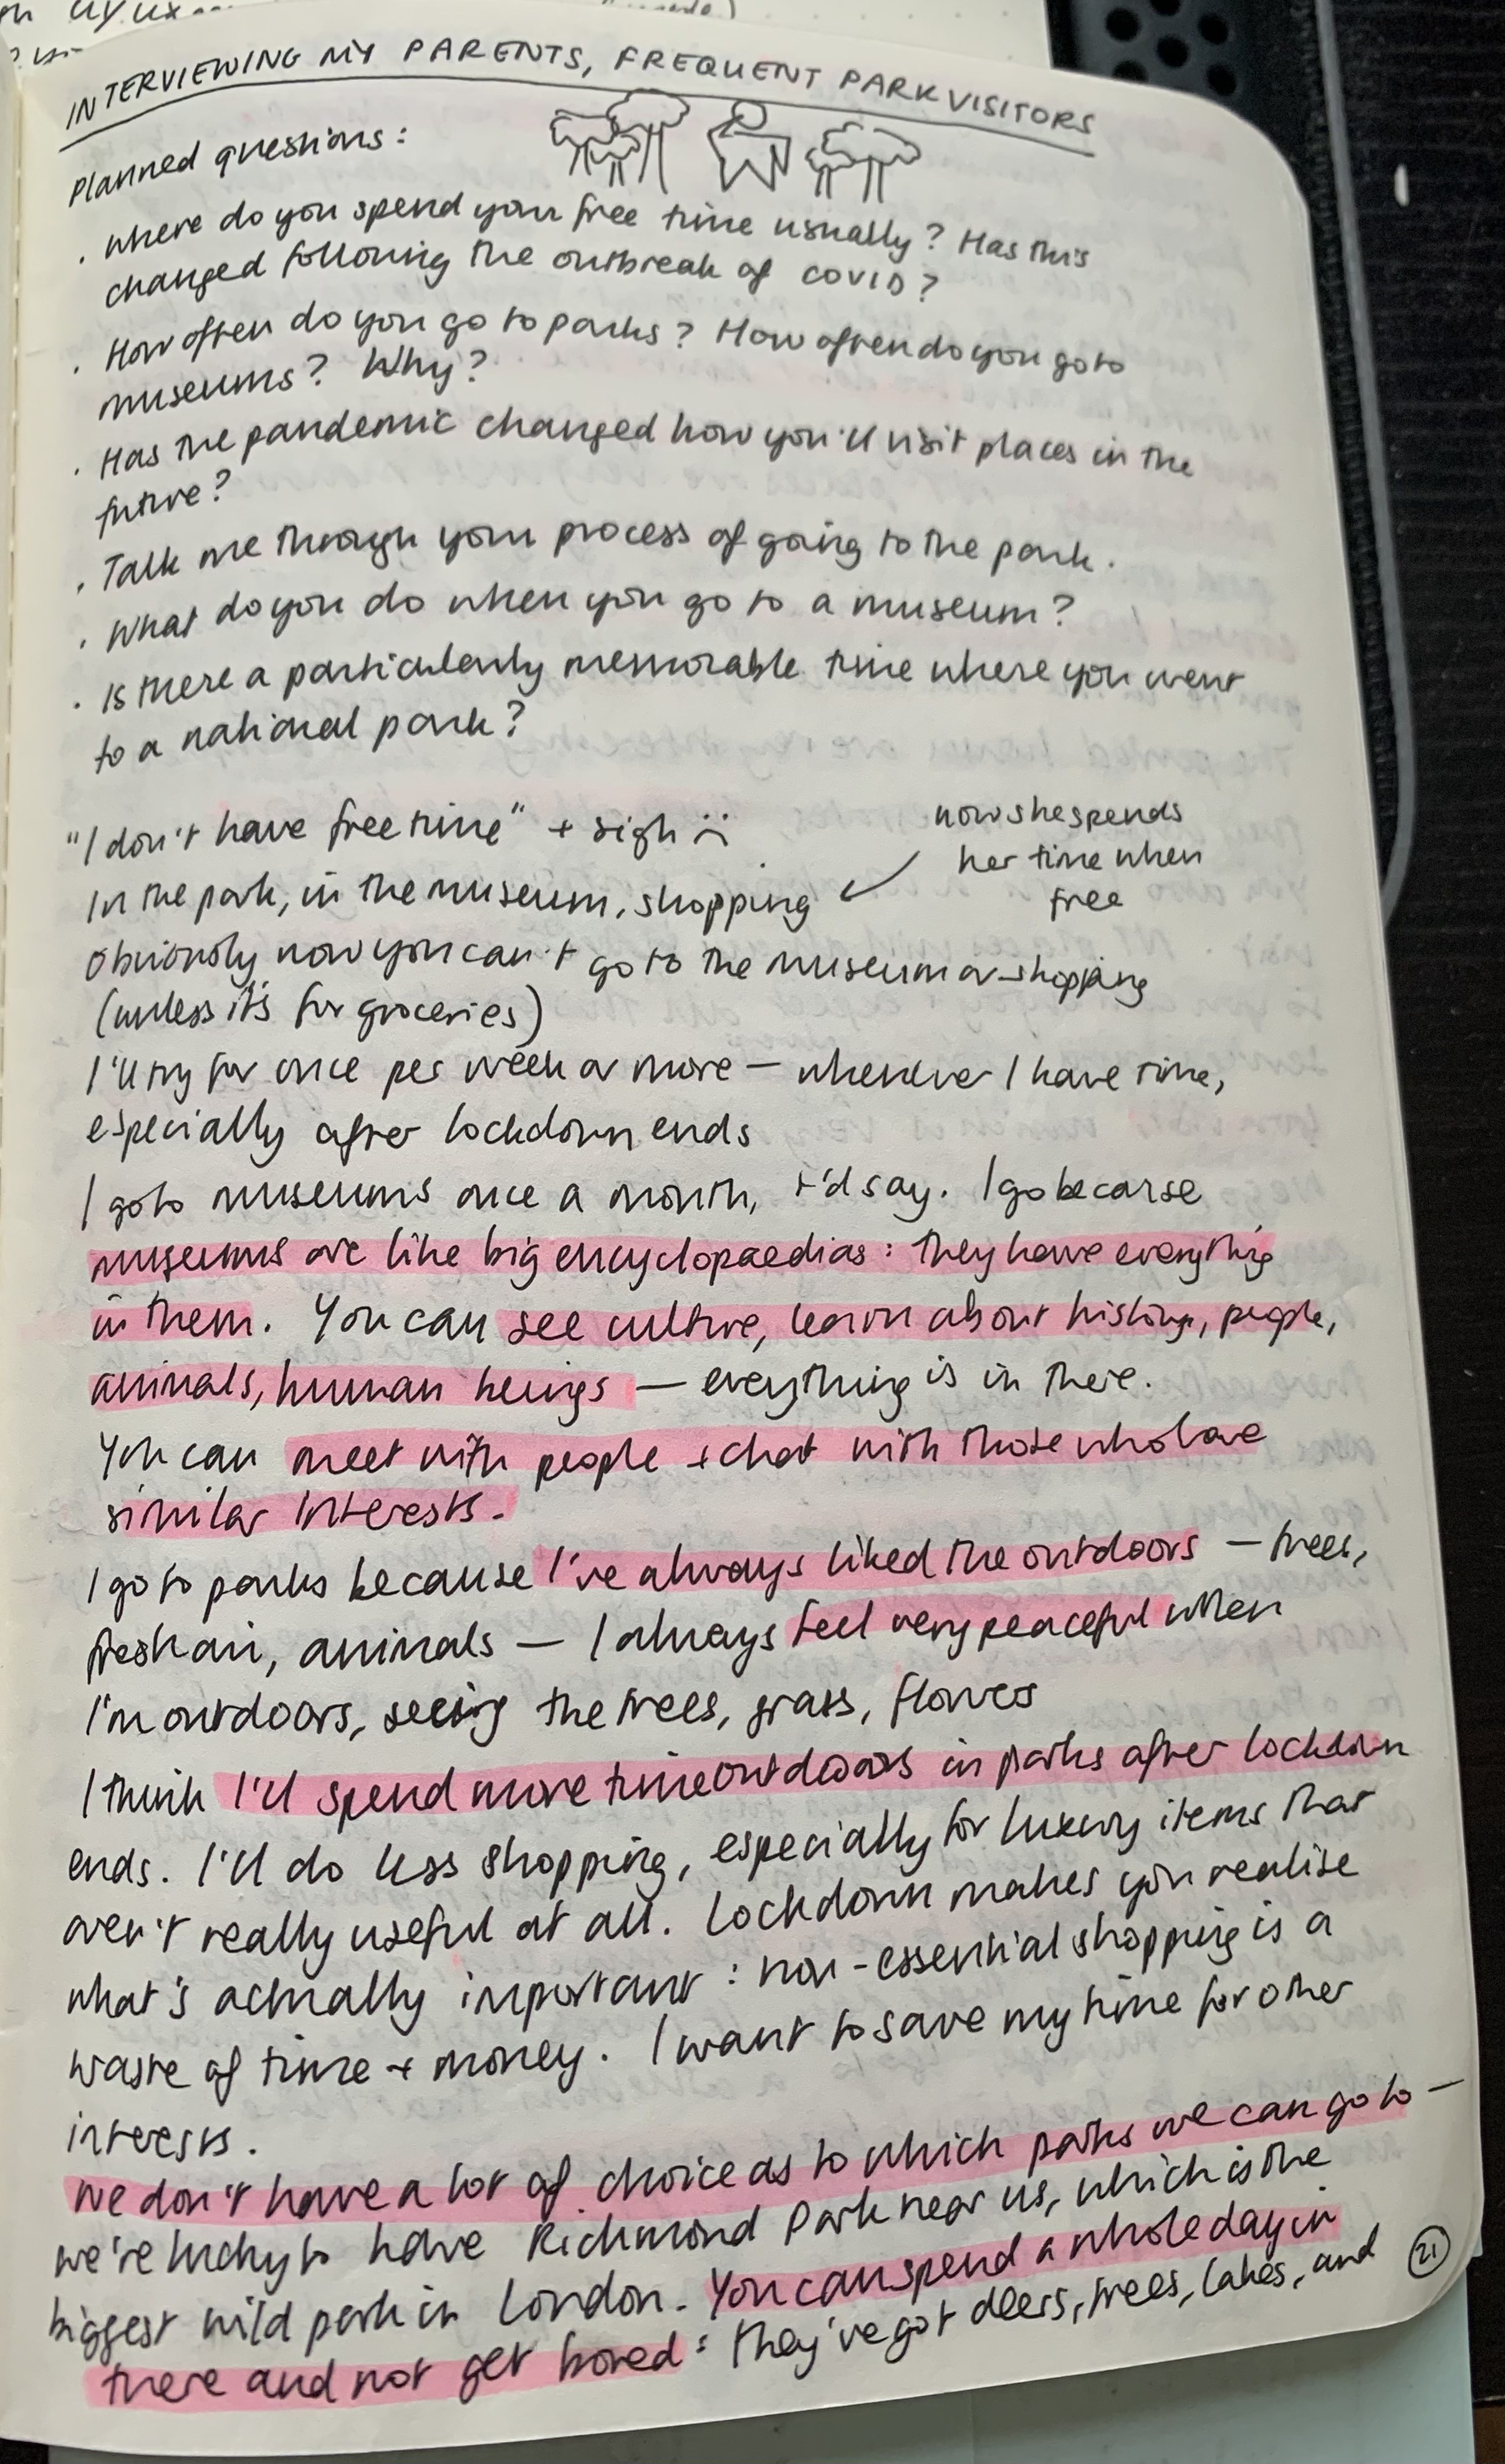 INTERVIEWING MY PARENTS, FREQUENT PARK VISITORS
Planned questions:
. Where do you spend your free time usually? Has this
changed following the outbreak of COVID?
. How often do you go to parks? How often do you go to
museums? Why?
. Has the pandemic changed how you'll visit places in the
future?
. Talk me through your process of going to the park.
. What do you do when you go to a museum?
. Is there a particularly memorable time where you went
to a national park?
"I don't have free time" + sigh :(
now she spends
her time when
free
In the park, in the museum, shopping
Obviously now you can't go to the museum or shopping
(unless it's for groceries)
I'll try for once per week or more — whenever I have time,
especially after lockdown ends
I go to museums once a month, I'd say. I go because
museums are like big encyclopaedias: they have everything
in them. You can see culture, learn about history, people,
animals, human beings — everything is in there.
You can meet with people + chat with those who have
similar interests.
I go to parks because I've always liked the outdoors — trees,
fresh air, animals — I always feel very peaceful when
I'm outdoors, seeing the trees, grass, flowers
I think I'll spend more time outdoors in parks after lockdown
ends. I'll do less shopping, especially for luxury items that
aren't really useful at all. Lockdown makes you realise
what's actually important: non-essential shopping is a
waste of time + money. I want to save my time for other
interests.
We don't have a lot of choice as to which parks we can go to —
we're lucky to have Richmond Park near us, which is the
biggest wild park in London. You can spend a whole day in
there and not get bored: they've got deers, trees, lakes, and
21